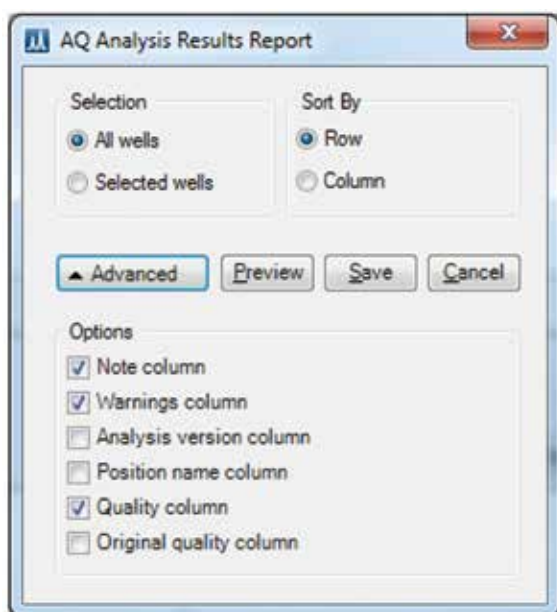 AQ Analysis Results Report
Selection
All wells
Selected wells
Sort By
Row
Column
Advanced
Preview
Save
Cancel
Options
Note column
Warnings column
Analysis version column
Position name column
Quality column
Original quality column